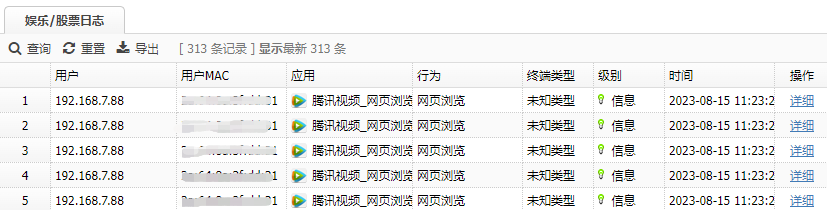 娱乐/股票日志
查询 重置 导出 [ 313 条记录 ] 显示最新 313 条
用户 用户MAC 应用 行为 终端类型 级别 时间 操作
1 192.168.7.88 腾讯视频_网页浏览 网页浏览 未知类型 信息 2023-08-15 11:23:2 详细
2 192.168.7.88 腾讯视频_网页浏览 网页浏览 未知类型 信息 2023-08-15 11:23:2 详细
3 192.168.7.88 腾讯视频_网页浏览 网页浏览 未知类型 信息 2023-08-15 11:23:2 详细
4 192.168.7.88 腾讯视频_网页浏览 网页浏览 未知类型 信息 2023-08-15 11:23:2 详细
5 192.168.7.88 腾讯视频_网页浏览 网页浏览 未知类型 信息 2023-08-15 11:23:2 详细